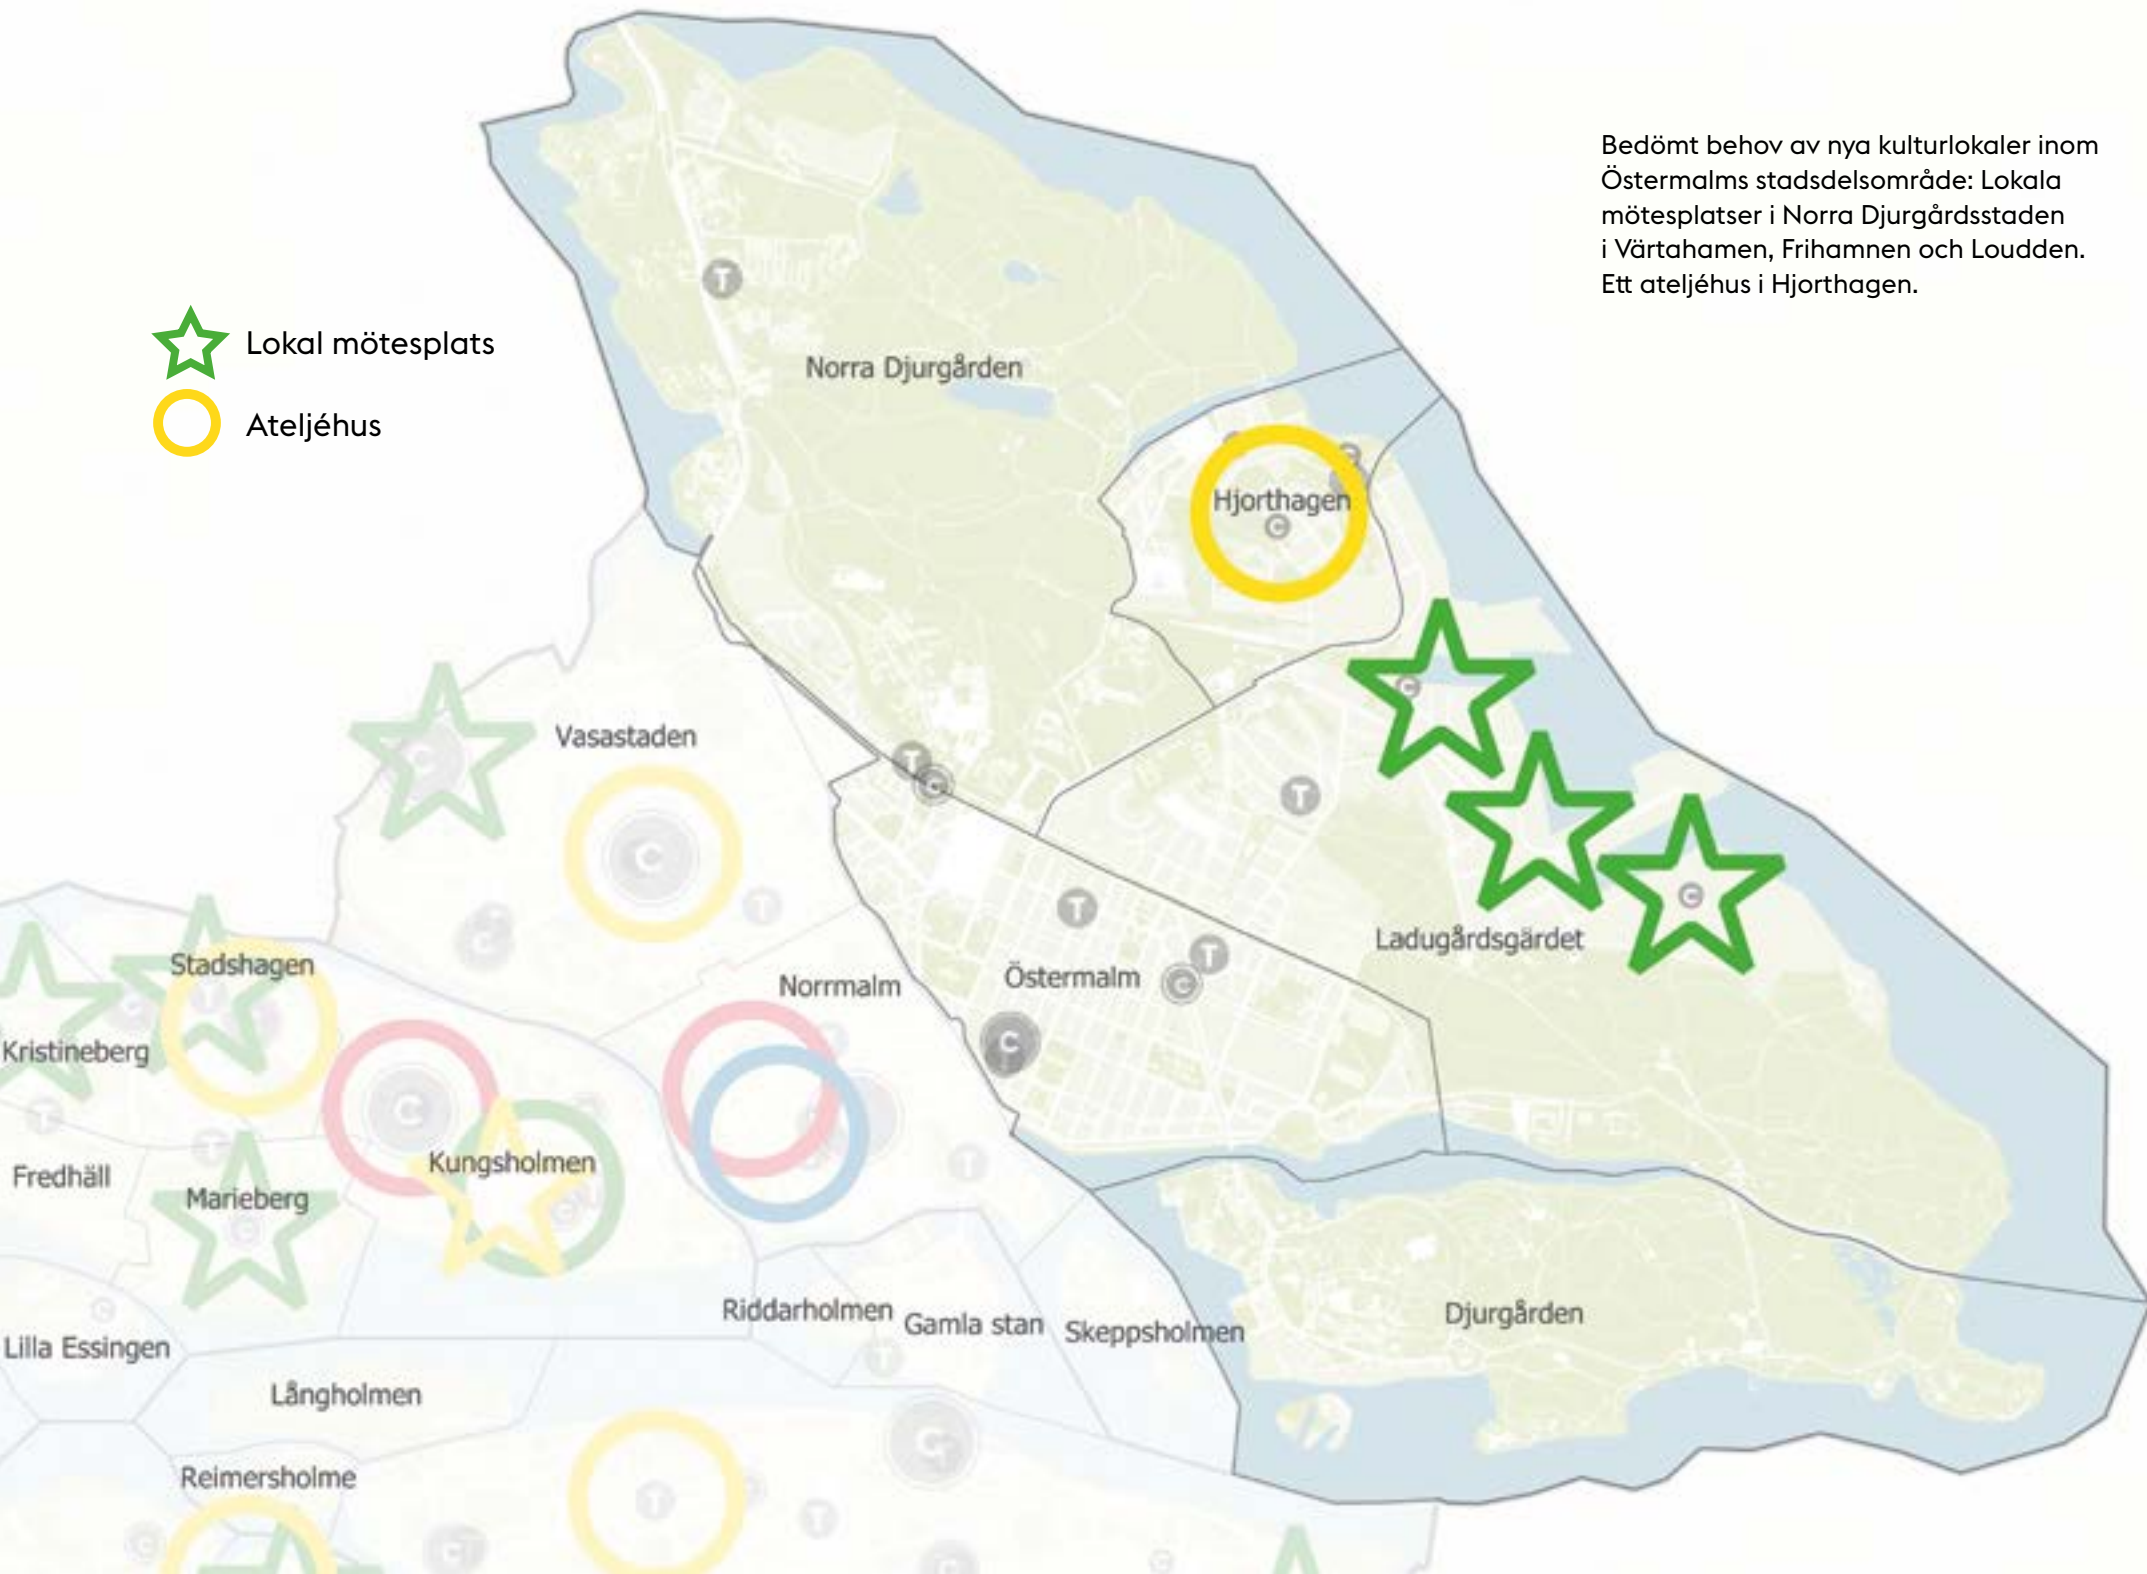 Bedömt behov av nya kulturlokaler inom
Östermalms stadsdelsområde: Lokala
mötesplatser i Norra Djurgårdsstaden
i Värtahamen, Frihamnen och Loudden.
Ett ateljéhus i Hjorthagen.
Lokal mötesplats
Ateljéhus
Norra Djurgården
T
Hjorthagen
C
C
Vasastaden
T
C
T
C
C
C
T
C
T
Ladugårdsgärdet
Stadshagen
Norrmalm
Östermalm
T
C
C
Kristineberg
C
T
T
Kungsholmen
Fredhäll
Marieberg
T
C
Riddarholmen
Gamla stan
Skeppsholmen
Djurgården
Lilla Essingen
T
Långholmen
C
Reimersholme
T
T
C
C